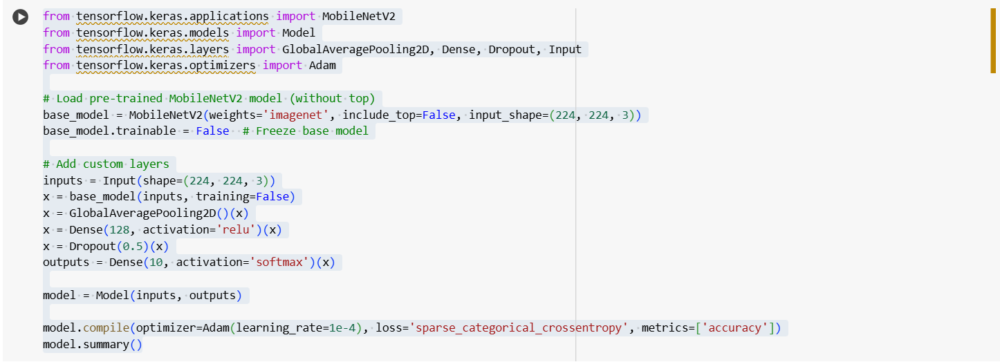 from tensorflow.keras.applications import MobileNetV2
from tensorflow.keras.models import Model
from tensorflow.keras.layers import GlobalAveragePooling2D, Dense, Dropout, Input
from tensorflow.keras.optimizers import Adam
# Load pre-trained MobileNetV2 model (without top)
base_model = MobileNetV2(weights='imagenet', include_top=False, input_shape=(224, 224, 3))
base_model.trainable = False  # Freeze base model
# Add custom layers
inputs = Input(shape=(224, 224, 3))
x = base_model(inputs, training=False)
x = GlobalAveragePooling2D()(x)
x = Dense(128, activation='relu')(x)
x = Dropout(0.5)(x)
outputs = Dense(10, activation='softmax')(x)
model = Model(inputs, outputs)
model.compile(optimizer=Adam(learning_rate=1e-4), loss='sparse_categorical_crossentropy', metrics=['accuracy'])
model.summary()